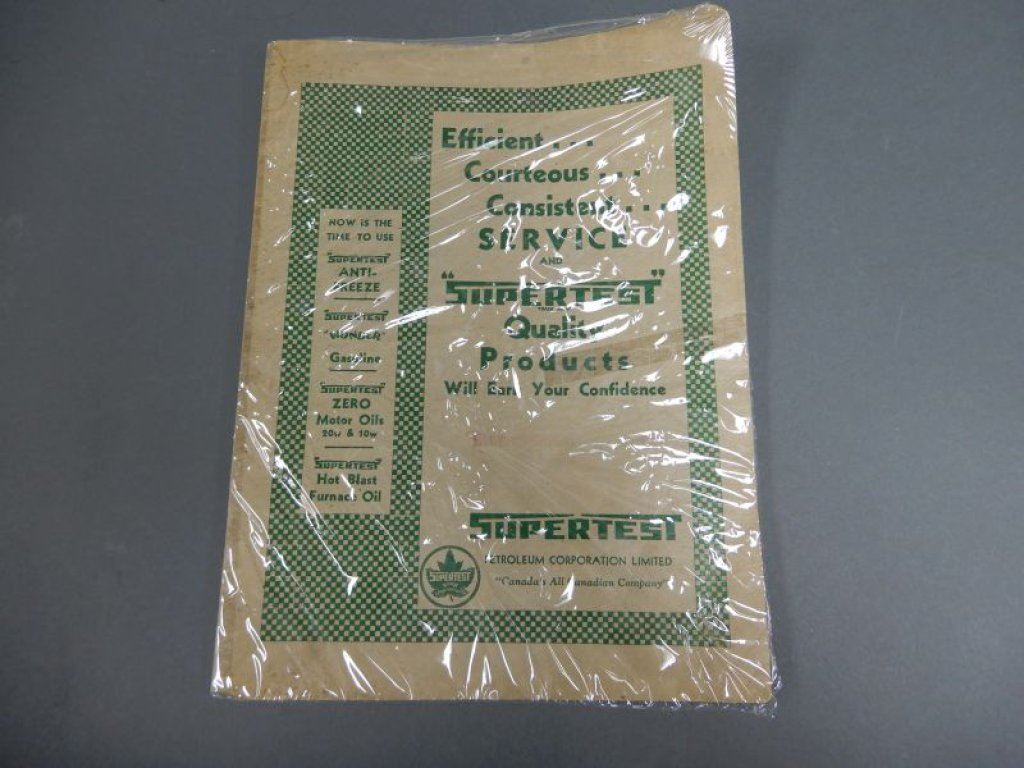 Efficient . . .
Courteous . . .
Consistent . . .
SERVICE
AND
"SUPERTEST"
Quality
Products
Will Earn Your Confidence
NOW IS THE
TIME TO USE
"SUPERTEST"
ANTI-
FREEZE
"SUPERTEST"
"WONDER"
Gasoline
"SUPERTEST"
ZERO
Motor Oils
20w & 10w
"SUPERTEST"
Hot Blast
Furnace Oil
SUPERTEST
PETROLEUM CORPORATION LIMITED
"Canada's All Canadian Company"
SUPERTEST